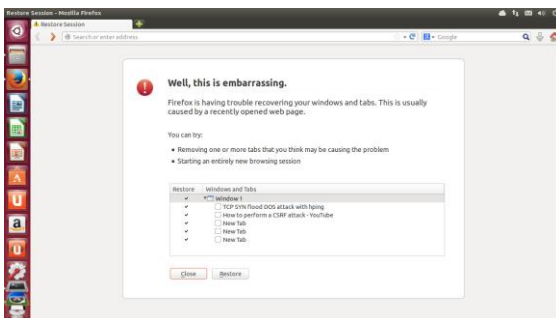 Restore Session - Mozilla Firefox
Restore Session
Search or enter address
Google
Well, this is embarrassing.
Firefox is having trouble recovering your windows and tabs. This is usually
caused by a recently opened web page.
You can try:
• Removing one or more tabs that you think may be causing the problem
• Starting an entirely new browsing session
Restore Windows and Tabs
Window 1
TCP SYN flood DOS attack with hping
How to perform a CSRF attack - YouTube
New Tab
New Tab
New Tab
Close Restore